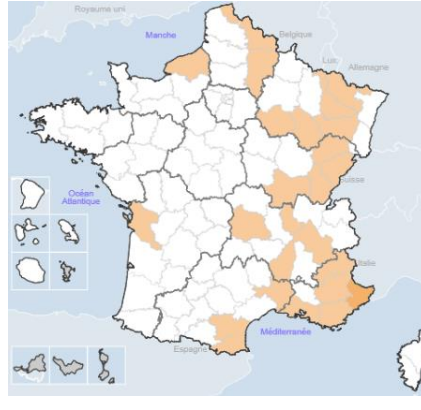 Royaume uni
Manche
Belgique
Lux.
Allemagne
Suisse
Océan
Atlantique
Italie
Méditerranée
Espagne